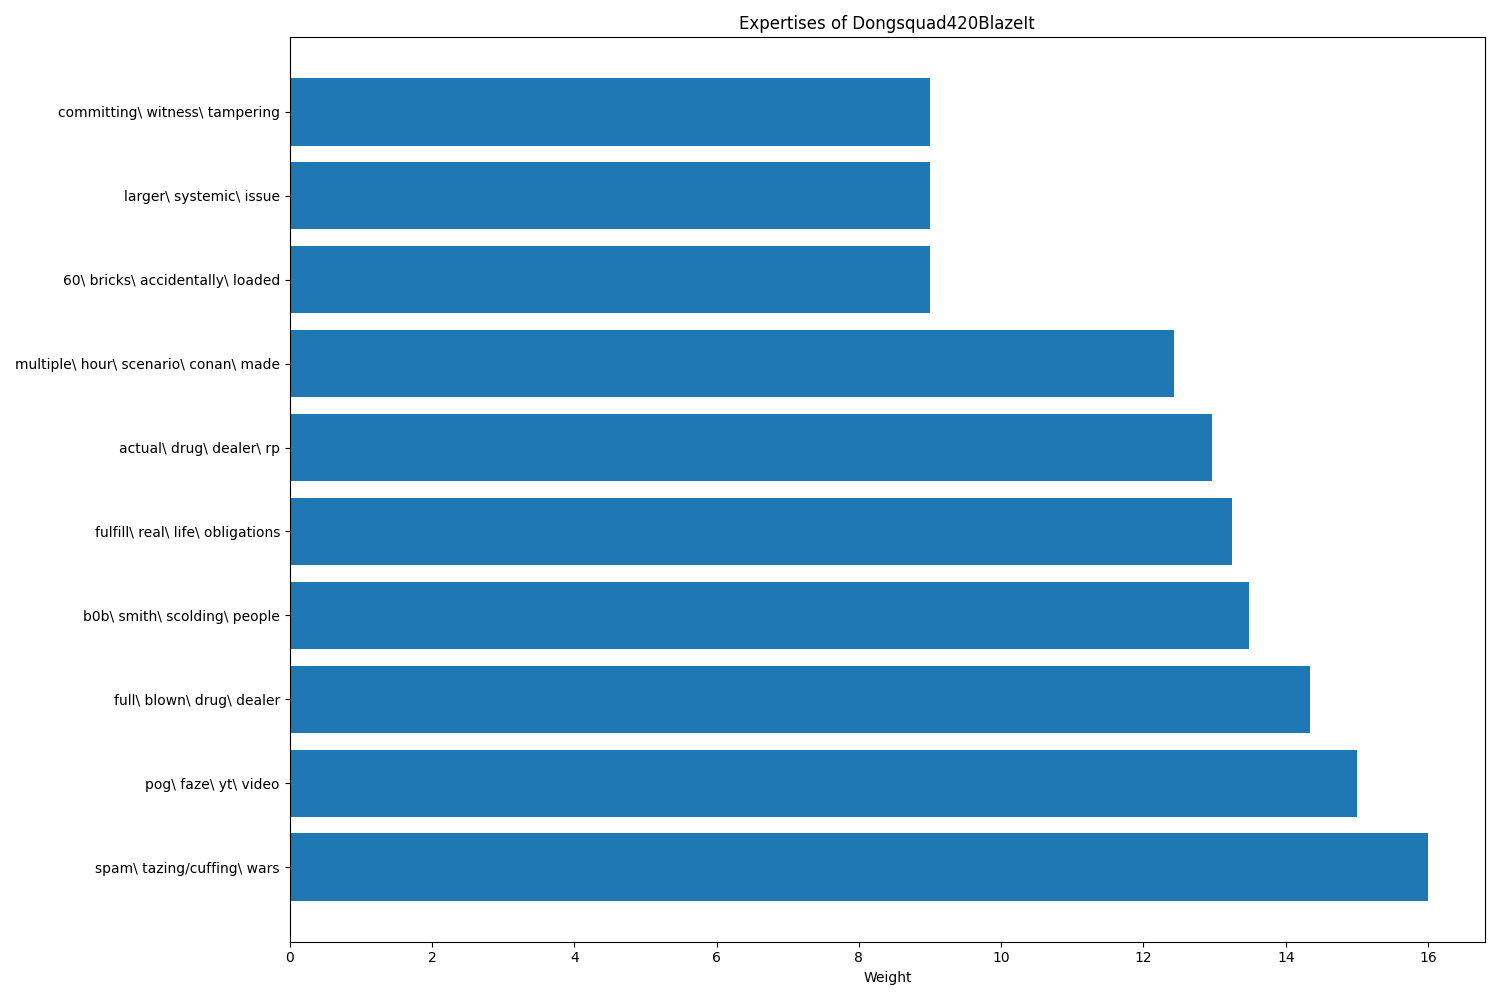 Expertises of Dongsquad420BlazeIt
committing\ witness\ tampering
larger\ systemic\ issue
60\ bricks\ accidentally\ loaded
multiple\ hour\ scenario\ conan\ made
actual\ drug\ dealer\ rp
fulfill\ real\ life\ obligations
b0b\ smith\ scolding\ people
full\ blown\ drug\ dealer
pog\ faze\ yt\ video
spam\ tazing/cuffing\ wars
0 2 4 6 8 10 12 14 16
Weight